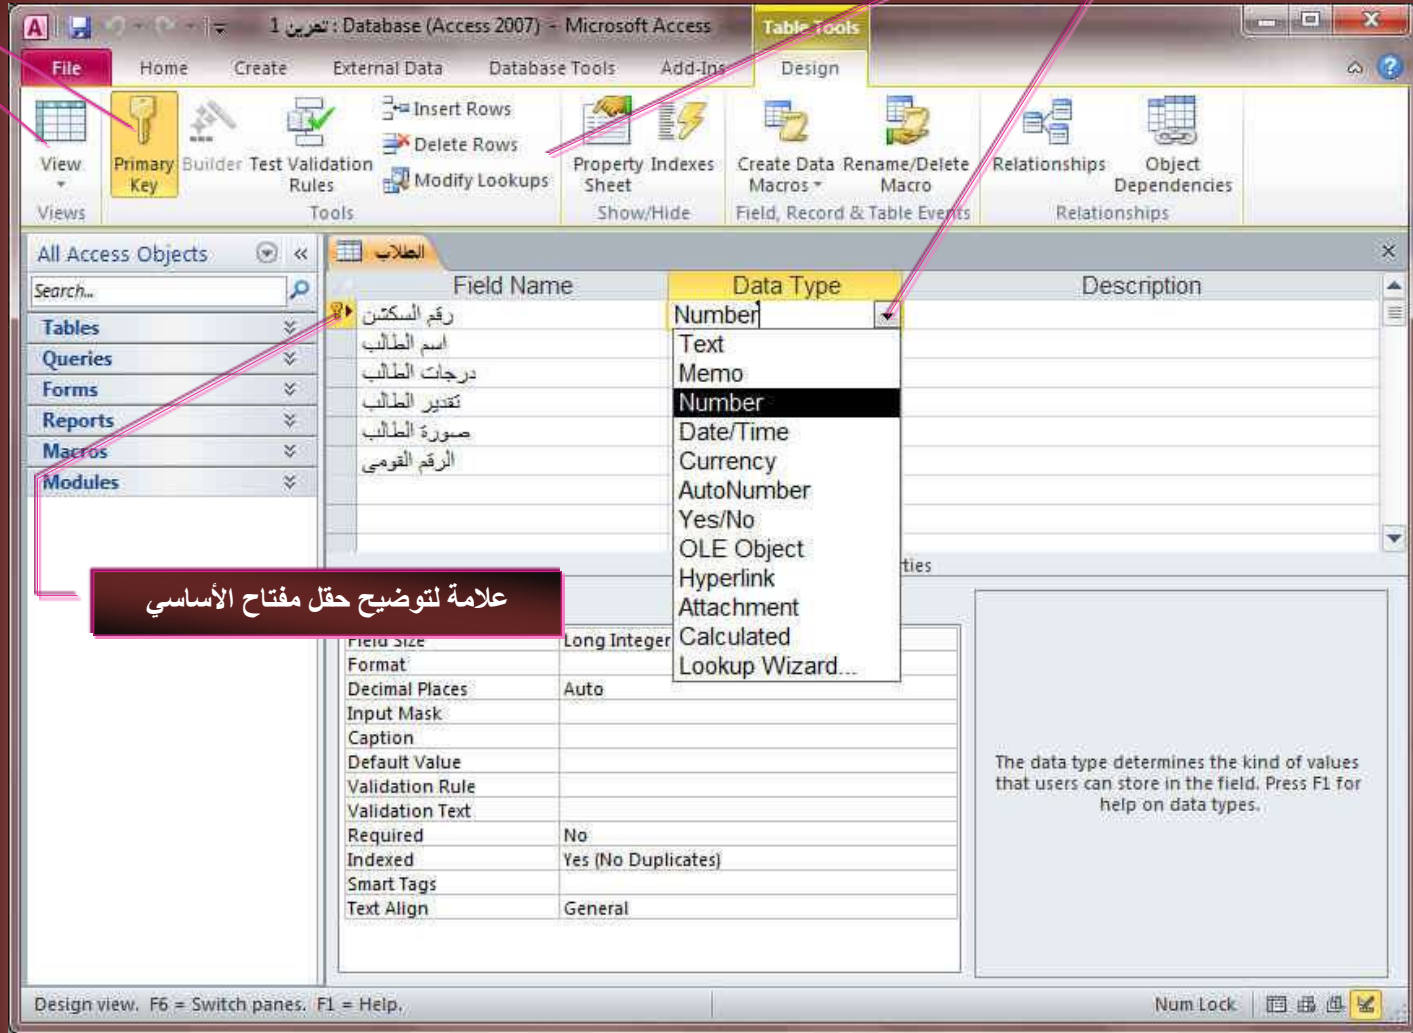 تمرين 1 : Database (Access 2007) - Microsoft Access
Table Tools
File Home Create External Data Database Tools Add-Ins Design
View
Primary Key
Builder
Test Validation Rules
Insert Rows
Delete Rows
Modify Lookups
Property Sheet
Indexes
Create Data Macros
Rename/Delete Macro
Relationships
Object Dependencies
Views
Tools
Show/Hide
Field, Record & Table Events
Relationships
All Access Objects
Search...
Tables
Queries
Forms
Reports
Macros
Modules
الطلاب
Field Name Data Type Description
رقم السكشن Number
اسم الطالب
درجات الطالب
تقدير الطالب
صورة الطالب
الرقم القومى
Text
Memo
Number
Date/Time
Currency
AutoNumber
Yes/No
OLE Object
Hyperlink
Attachment
Calculated
Lookup Wizard...
علامة لتوضيح حقل مفتاح الأساسي
Field Size Long Integer
Format
Decimal Places Auto
Input Mask
Caption
Default Value
Validation Rule
Validation Text
Required No
Indexed Yes (No Duplicates)
Smart Tags
Text Align General
The data type determines the kind of values
that users can store in the field. Press F1 for
help on data types.
Design view. F6 = Switch panes. F1 = Help.
Num Lock